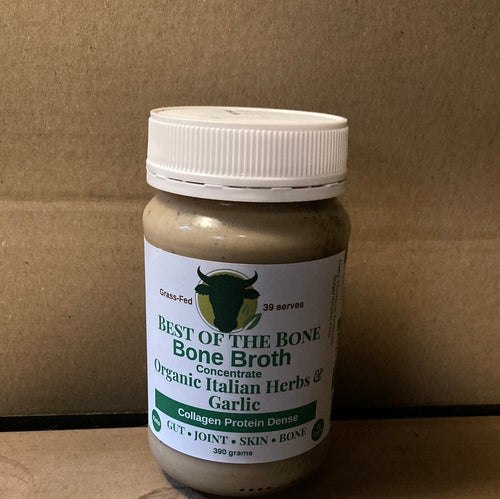 Grass-Fed
39 serves
BEST OF THE BONE
Bone Broth
Concentrate
Organic Italian Herbs &
Garlic
Collagen Protein Dense
GUT • JOINT • SKIN • BONE
390 grams